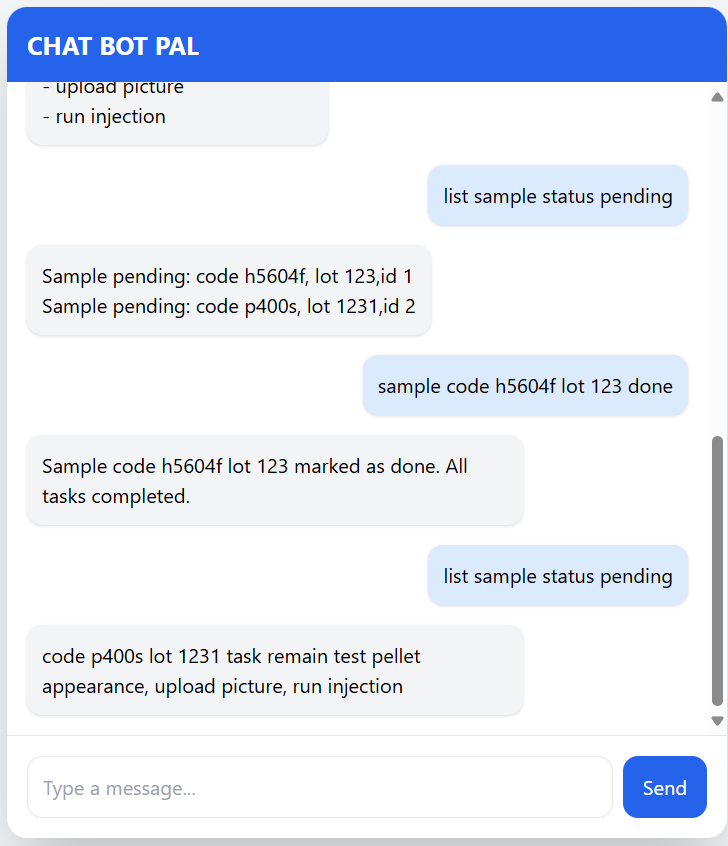 CHAT BOT PAL
- upload picture
- run injection
list sample status pending
Sample pending: code h5604f, lot 123,id 1
Sample pending: code p400s, lot 1231,id 2
sample code h5604f lot 123 done
Sample code h5604f lot 123 marked as done. All
tasks completed.
list sample status pending
code p400s lot 1231 task remain test pellet
appearance, upload picture, run injection
Type a message...
Send